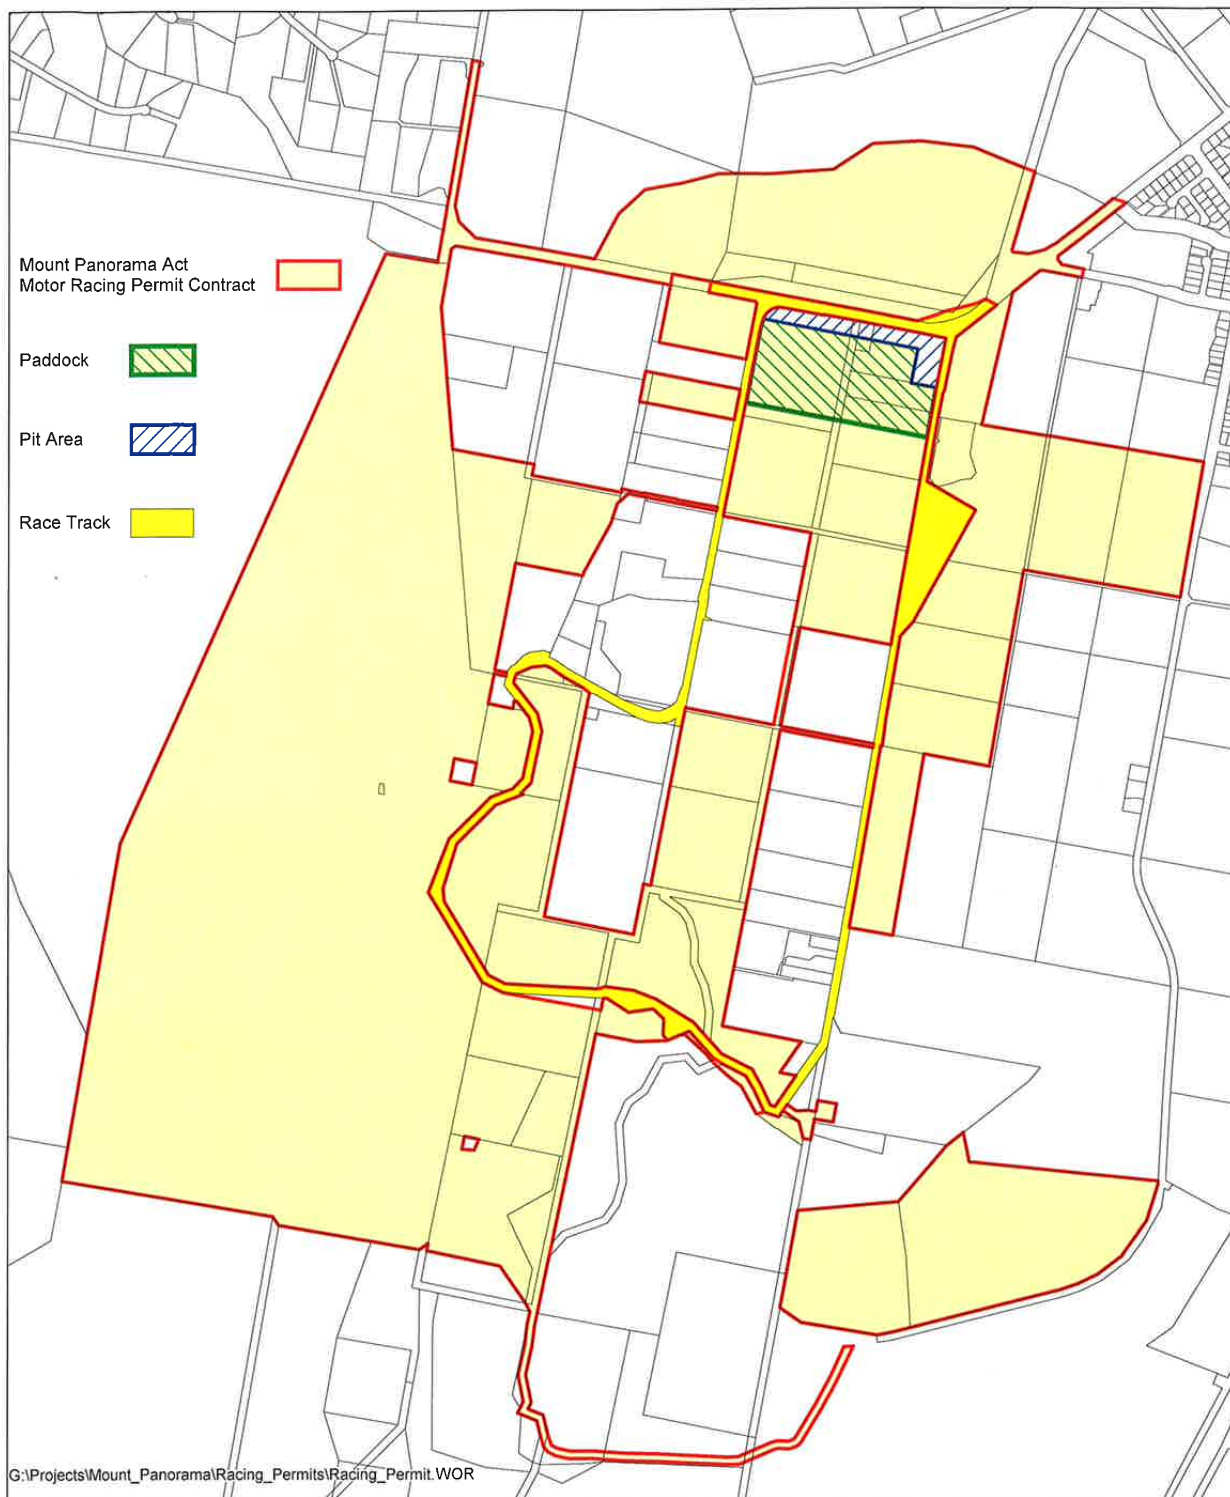 Mount Panorama Act
Motor Racing Permit Contract
Paddock
Pit Area
Race Track
G:\Projects\Mount_Panorama\Racing_Permits\Racing_Permit.WOR